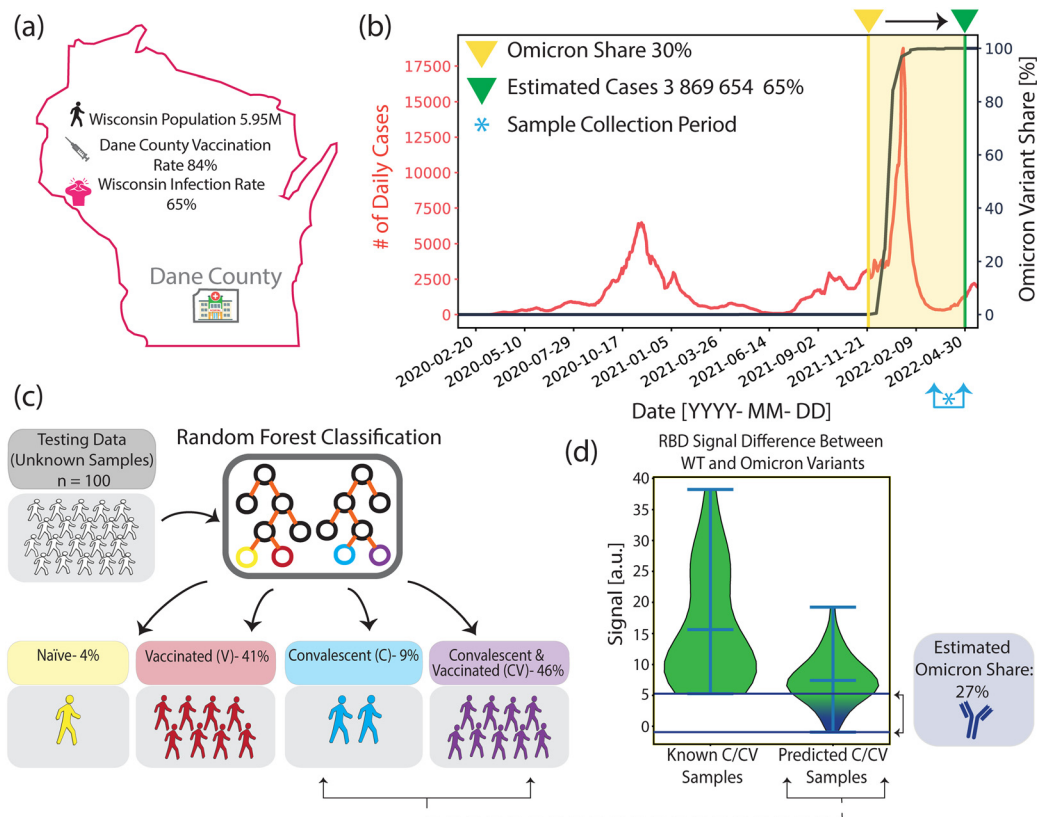 (a)
Wisconsin Population 5.95M
Dane County Vaccination
Rate 84%
Wisconsin Infection Rate
65%
Dane County
(b)
Omicron Share 30%
Estimated Cases 3 869 654 65%
* Sample Collection Period
# of Daily Cases
17500
15000
12500
10000
7500
5000
2500
0
Omicron Variant Share [%]
100
80
60
40
20
0
2020-02-20
2020-05-10
2020-07-29
2020-10-17
2021-01-05
2021-03-26
2021-06-14
2021-09-02
2021-11-21
2022-02-09
2022-04-30
*
Date [YYYY- MM- DD]
(c)
Testing Data
(Unknown Samples)
n = 100
Random Forest Classification
Naïve- 4%
Vaccinated (V)- 41%
Convalescent (C)- 9%
Convalescent &
Vaccinated (CV)- 46%
(d)
RBD Signal Difference Between
WT and Omicron Variants
Signal [a.u.]
40
35
30
25
20
15
10
5
0
Known C/CV
Samples
Predicted C/CV
Samples
Estimated
Omicron Share:
27%